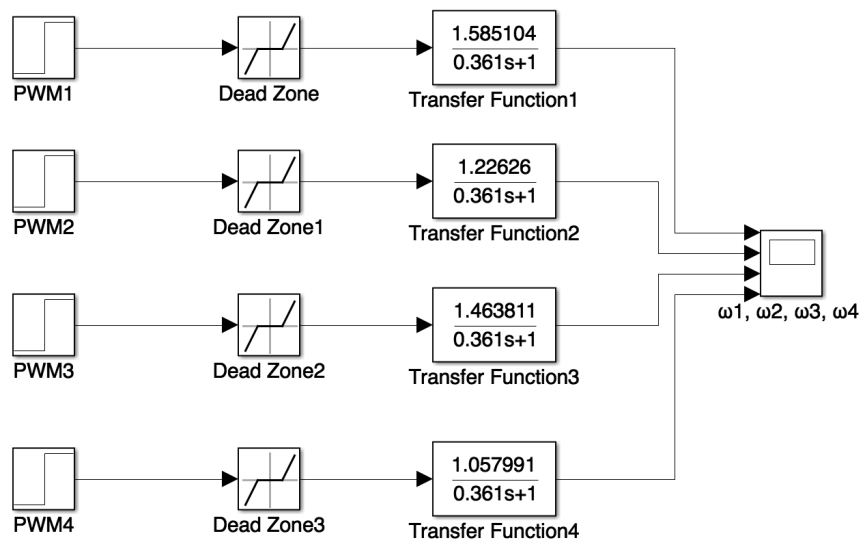 1.585104
0.361s+1
PWM1
Dead Zone
Transfer Function1
1.22626
0.361s+1
PWM2
Dead Zone1
Transfer Function2
ω1, ω2, ω3, ω4
1.463811
0.361s+1
PWM3
Dead Zone2
Transfer Function3
1.057991
0.361s+1
PWM4
Dead Zone3
Transfer Function4